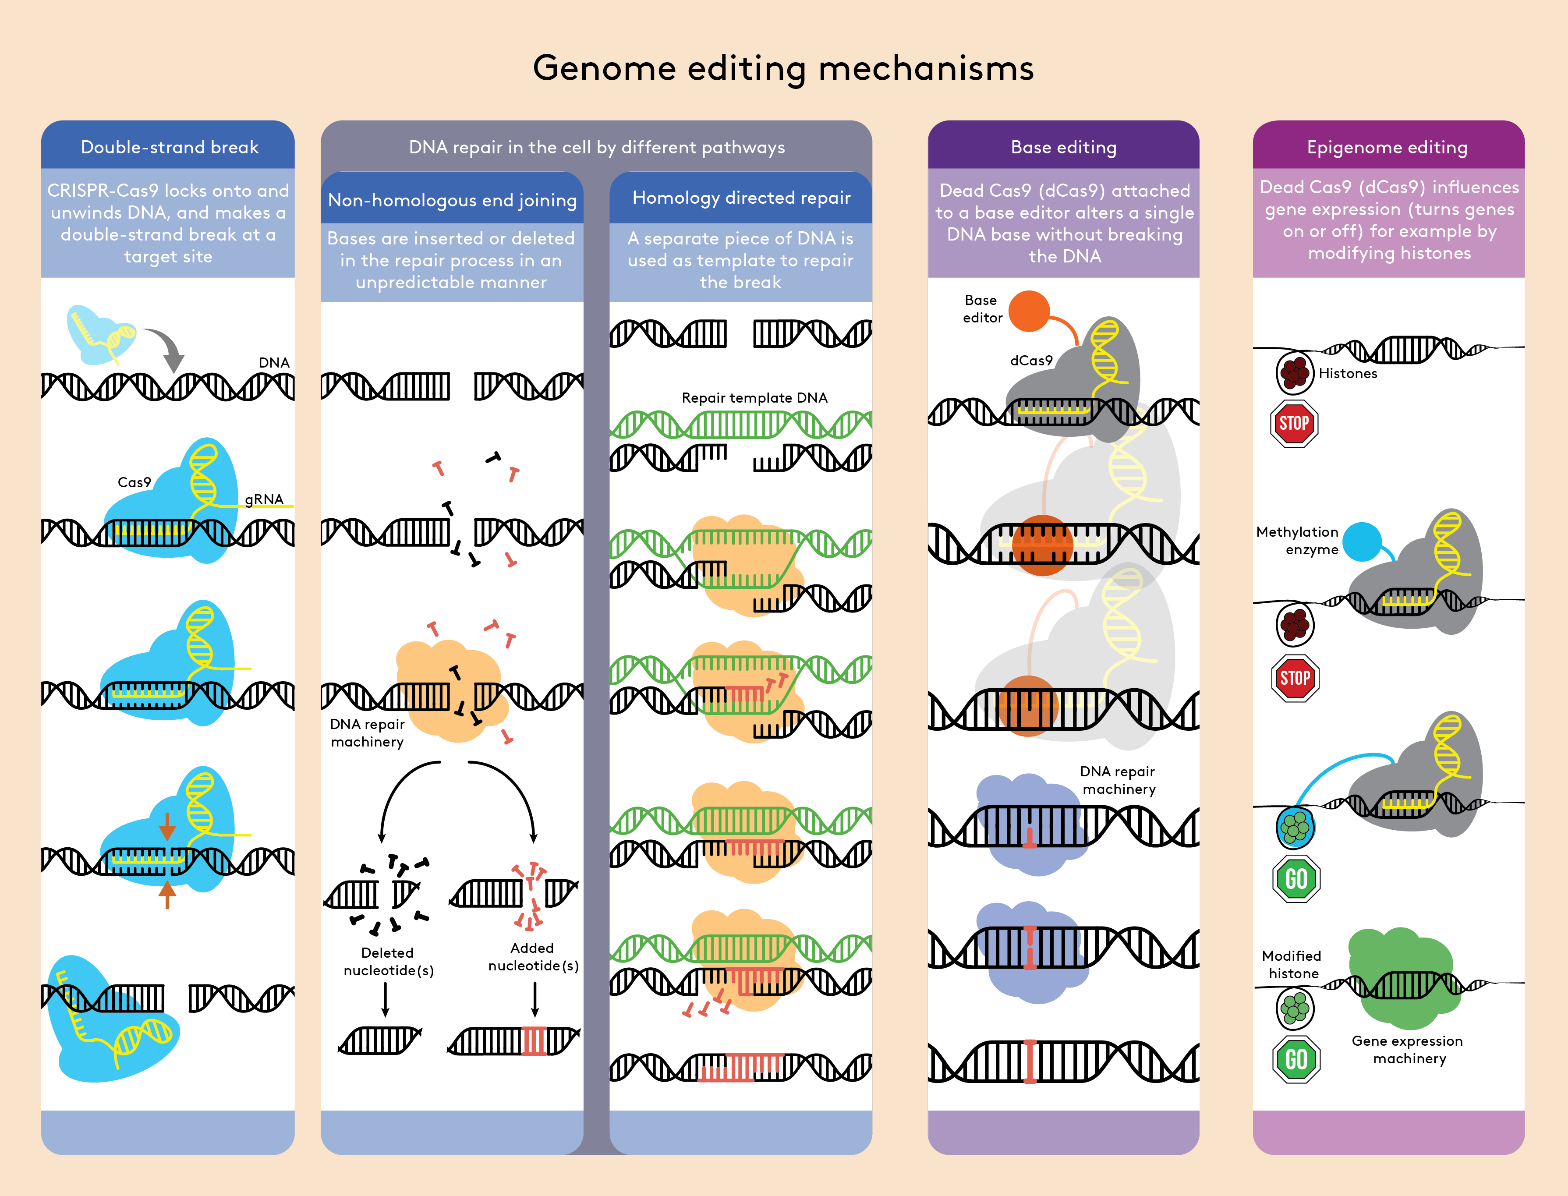 Genome editing mechanisms
Double-strand break
CRISPR-Cas9 locks onto and
unwinds DNA, and makes a
double-strand break at a
target site
DNA
Cas9
gRNA
DNA repair in the cell by different pathways
Non-homologous end joining
Bases are inserted or deleted
in the repair process in an
unpredictable manner
DNA repair
machinery
Deleted
nucleotide(s)
Added
nucleotide(s)
Homology directed repair
A separate piece of DNA is
used as template to repair
the break
Repair template DNA
Base editing
Dead Cas9 (dCas9) attached
to a base editor alters a single
DNA base without breaking
the DNA
Base
editor
dCas9
DNA repair
machinery
Epigenome editing
Dead Cas9 (dCas9) influences
gene expression (turns genes
on or off) for example by
modifying histones
Histones
STOP
Methylation
enzyme
STOP
GO
Modified
histone
GO
Gene expression
machinery